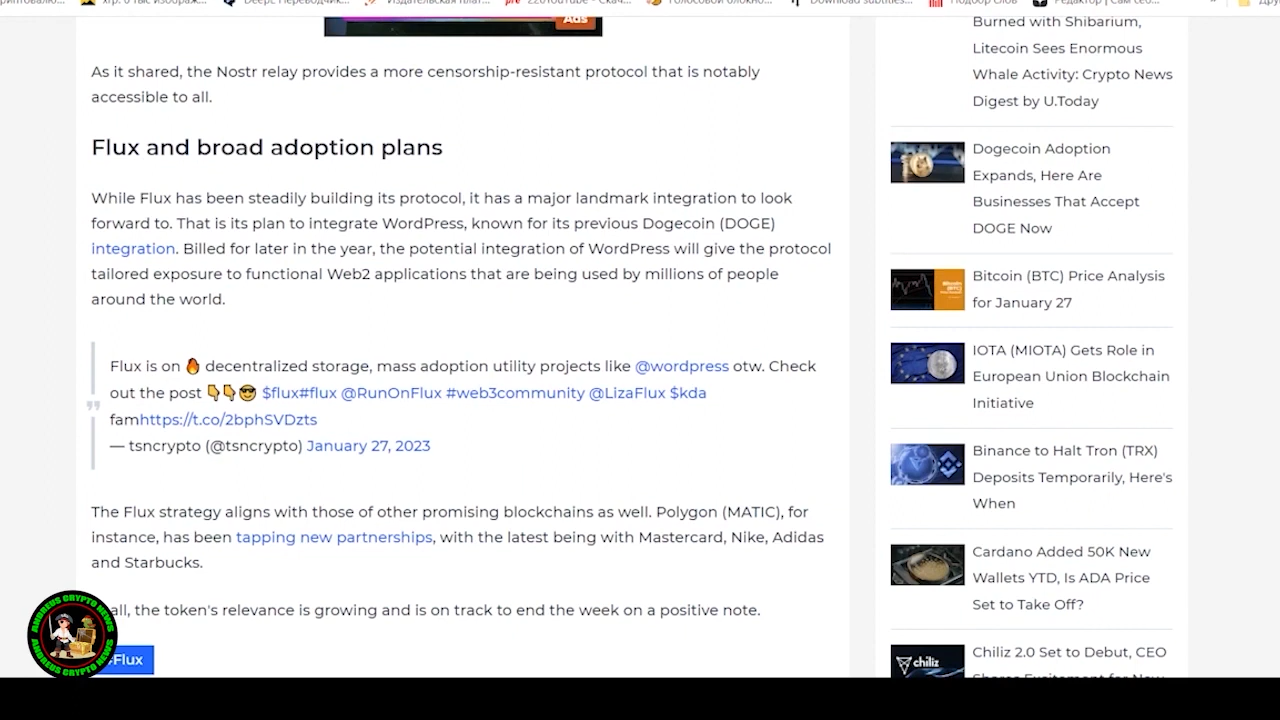 Ads
As it shared, the Nostr relay provides a more censorship-resistant protocol that is notably
accessible to all.
Flux and broad adoption plans
While Flux has been steadily building its protocol, it has a major landmark integration to look
forward to. That is its plan to integrate WordPress, known for its previous Dogecoin (DOGE)
integration. Billed for later in the year, the potential integration of WordPress will give the protocol
tailored exposure to functional Web2 applications that are being used by millions of people
around the world.
Flux is on 🔥 decentralized storage, mass adoption utility projects like @wordpress otw. Check
out the post 👇👇😎 $flux#flux @RunOnFlux #web3community @LizaFlux $kda
famhttps://t.co/2bphSVDzts
— tsncrypto (@tsncrypto) January 27, 2023
The Flux strategy aligns with those of other promising blockchains as well. Polygon (MATIC), for
instance, has been tapping new partnerships, with the latest being with Mastercard, Nike, Adidas
and Starbucks.
all, the token's relevance is growing and is on track to end the week on a positive note.
#Flux
ANDREUS CRYPTO NEWS
ANDREUS CRYPTO NEWS
Burned with Shibarium,
Litecoin Sees Enormous
Whale Activity: Crypto News
Digest by U.Today
Dogecoin Adoption
Expands, Here Are
Businesses That Accept
DOGE Now
Bitcoin (BTC) Price Analysis
for January 27
IOTA (MIOTA) Gets Role in
European Union Blockchain
Initiative
Binance to Halt Tron (TRX)
Deposits Temporarily, Here's
When
Cardano Added 50K New
Wallets YTD, Is ADA Price
Set to Take Off?
chiliz
Chiliz 2.0 Set to Debut, CEO